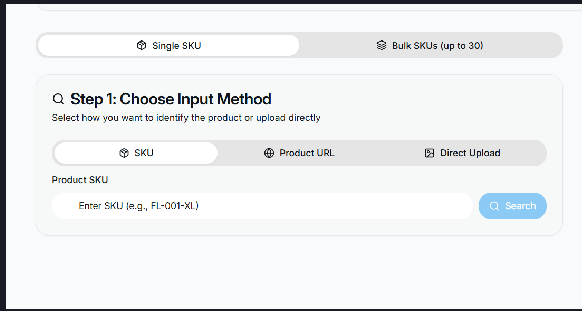 Single SKU
Bulk SKUs (up to 30)
Step 1: Choose Input Method
Select how you want to identify the product or upload directly
SKU
Product URL
Direct Upload
Product SKU
Enter SKU (e.g., FL-001-XL)
Search